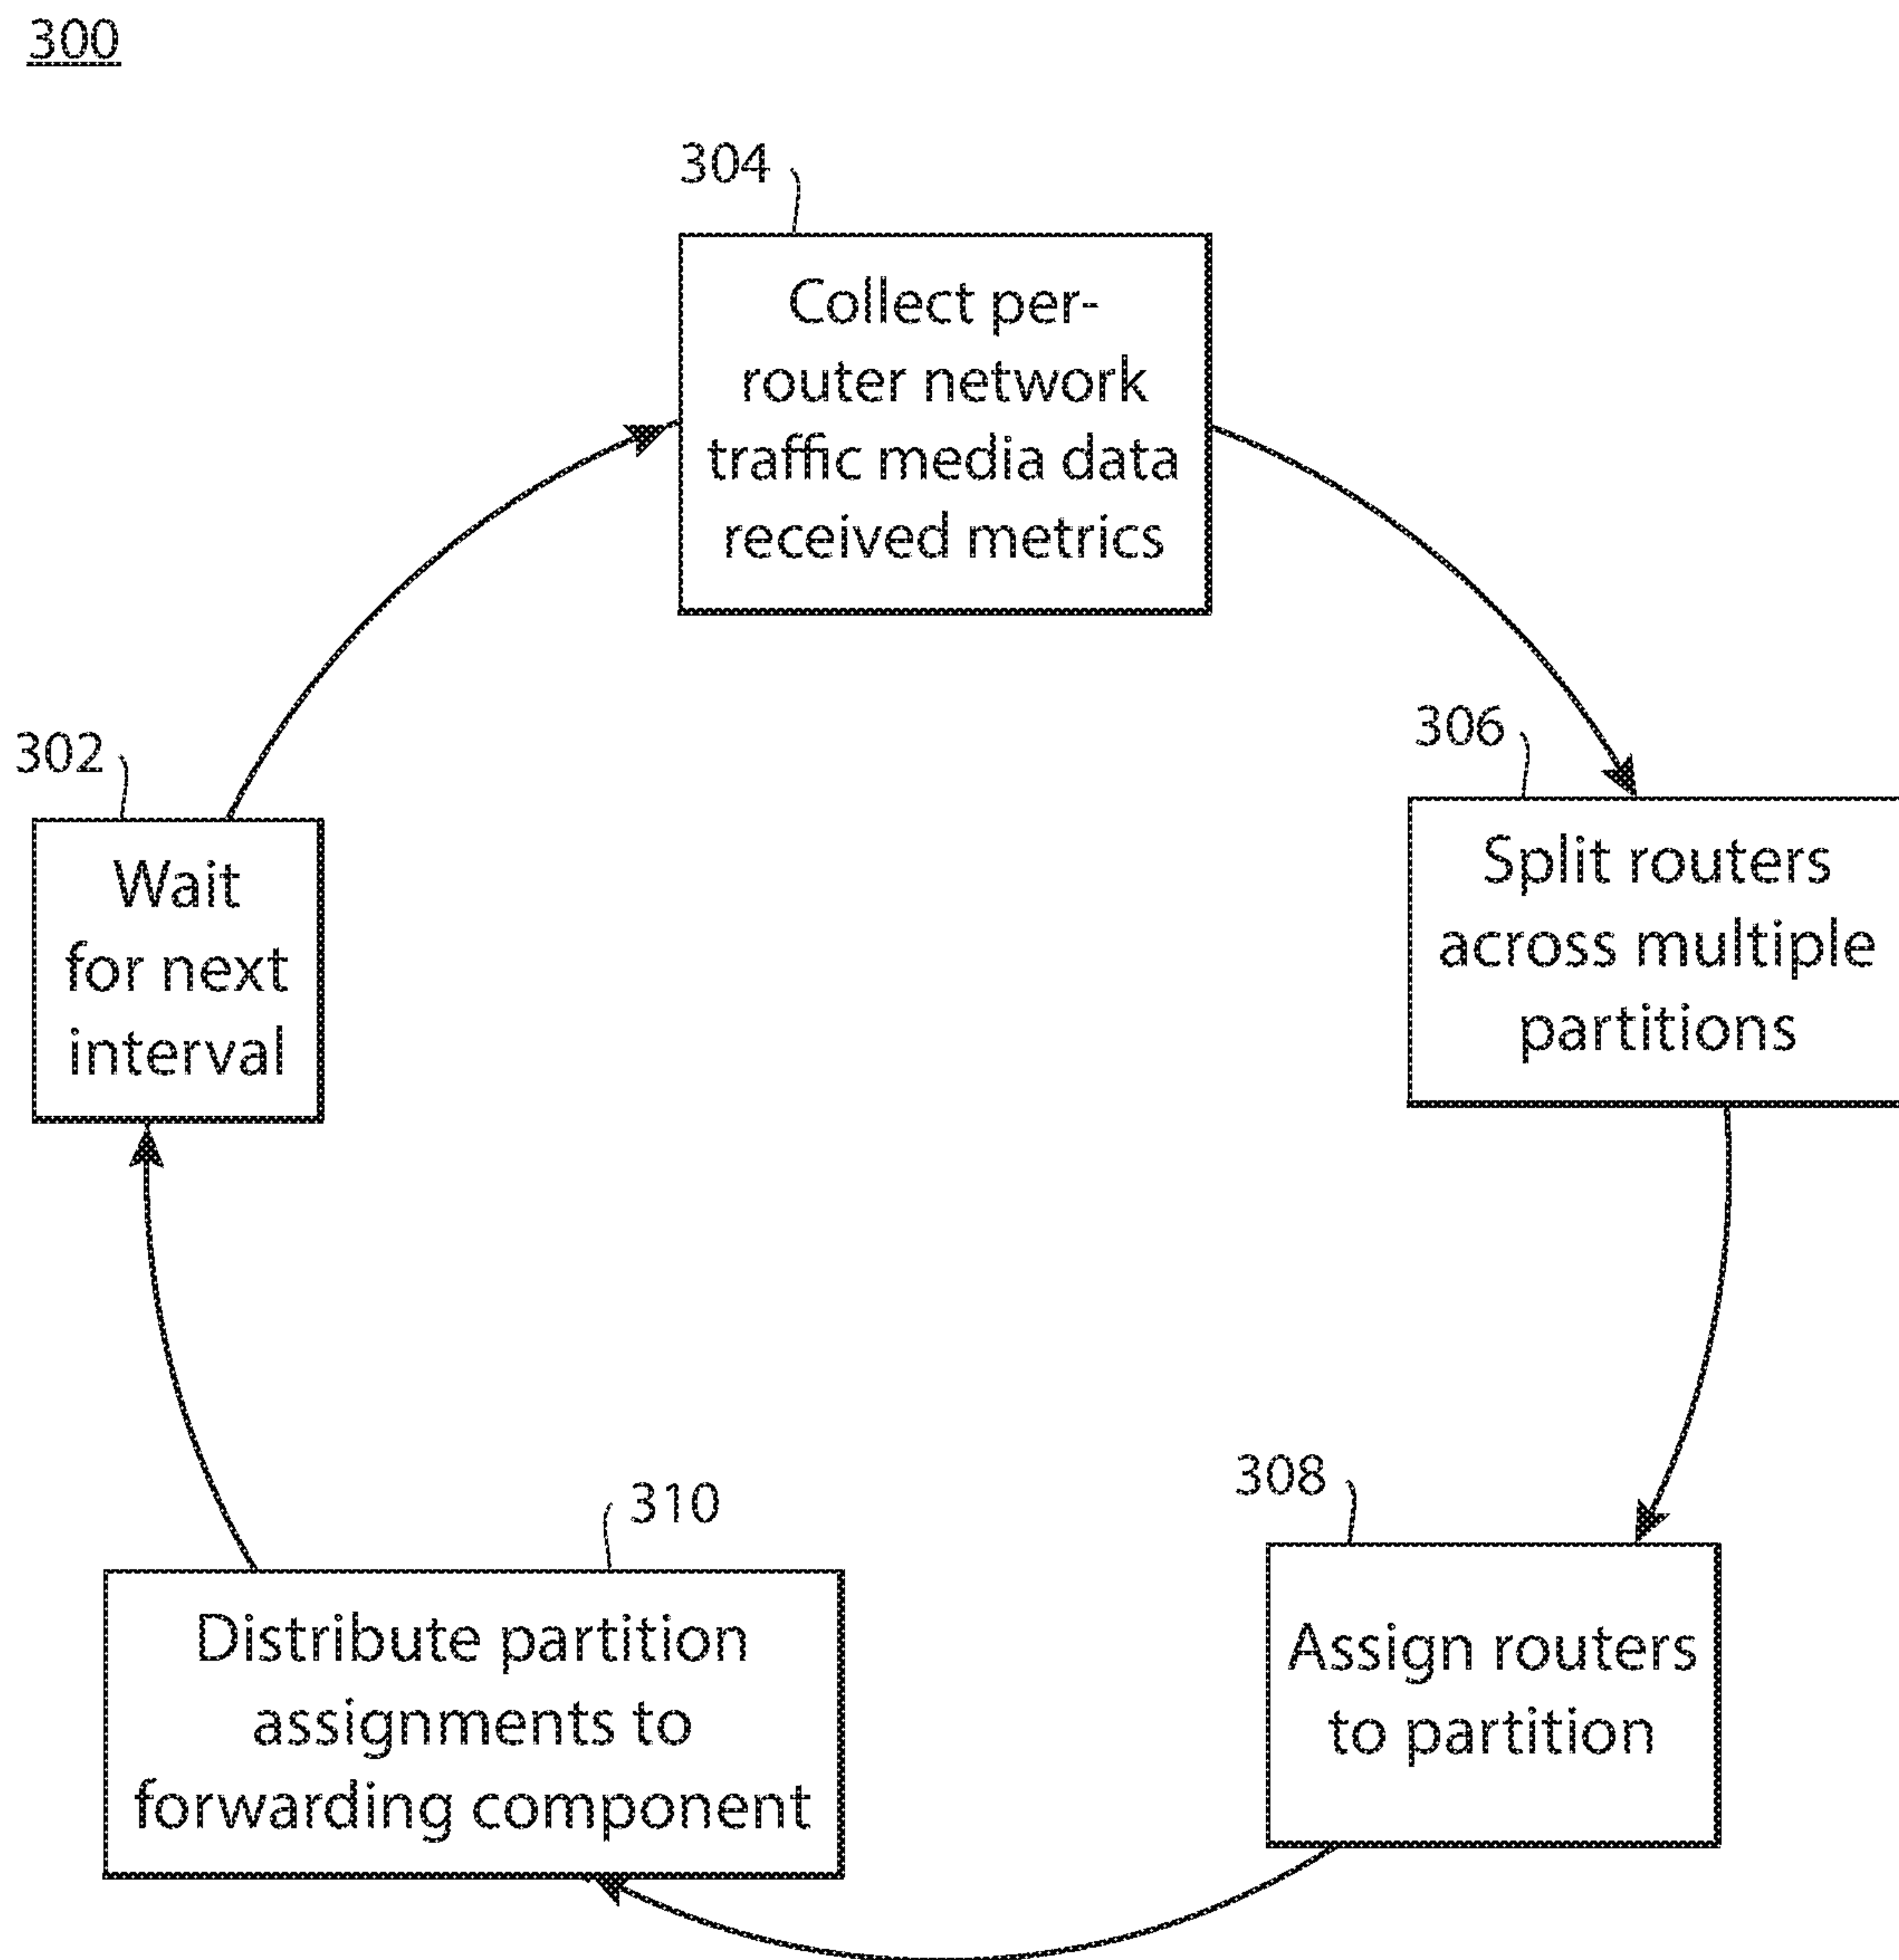 300
304
Collect per-
router network
traffic media data
received metrics
302
Wait
for next
interval
306
Split routers
across multiple
partitions
308
Assign routers
to partition
310
Distribute partition
assignments to
forwarding component